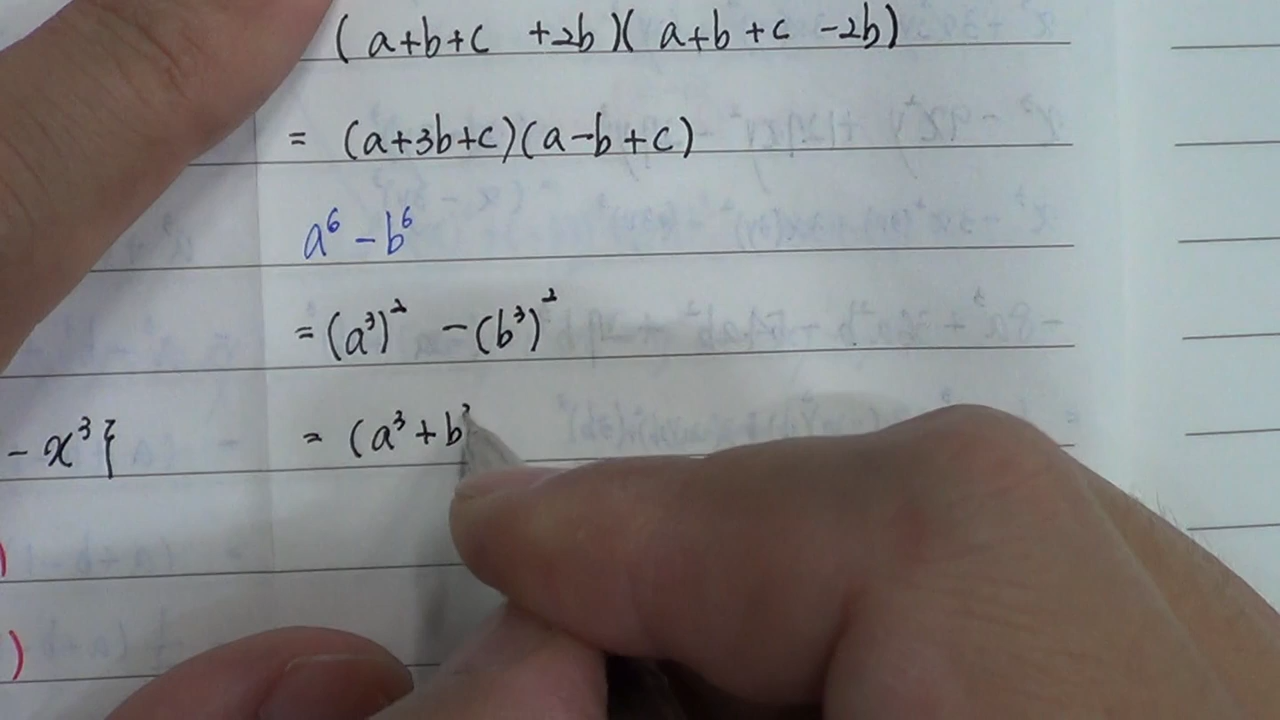 (a+b+c +2b)(a+b+c -2b)
= (a+3b+c)(a-b+c)
a⁶ - b⁶
= (a³)² - (b³)²
- x³} = (a³ + b³
)
)